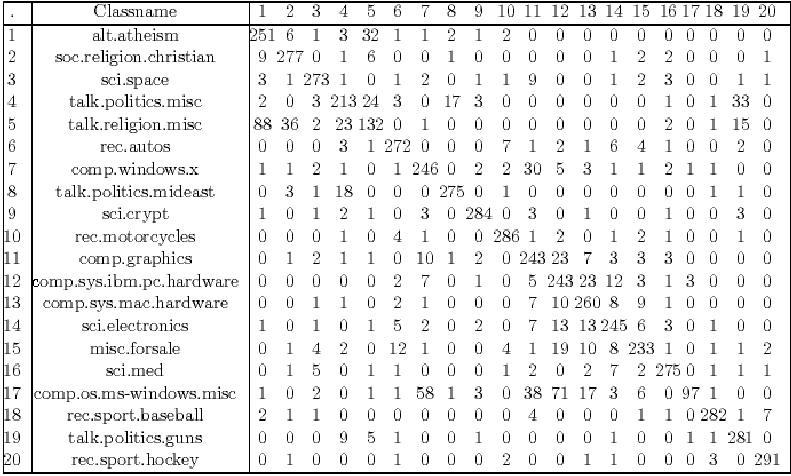 . Classname 1 2 3 4 5 6 7 8 9 10 11 12 13 14 15 16 17 18 19 20
1 alt.atheism 251 6 1 3 32 1 1 2 1 2 0 0 0 0 0 0 0 0 0 0
2 soc.religion.christian 9 277 0 1 6 0 0 1 0 0 0 0 0 1 2 2 0 0 0 1
3 sci.space 3 1 273 1 0 1 2 0 1 1 9 0 0 1 2 3 0 0 1 1
4 talk.politics.misc 2 0 3 213 24 3 0 17 3 0 0 0 0 0 0 1 0 1 33 0
5 talk.religion.misc 88 36 2 23 132 0 1 0 0 0 0 0 0 0 0 2 0 1 15 0
6 rec.autos 0 0 0 3 1 272 0 0 0 7 1 2 1 6 4 1 0 0 2 0
7 comp.windows.x 1 1 2 1 0 1 246 0 2 2 30 5 3 1 1 2 1 1 0 0
8 talk.politics.mideast 0 3 1 18 0 0 0 275 0 1 0 0 0 0 0 0 0 1 1 0
9 sci.crypt 1 0 1 2 1 0 3 0 284 0 3 0 1 0 0 1 0 0 3 0
10 rec.motorcycles 0 0 0 1 0 4 1 0 0 286 1 2 0 1 2 1 0 0 1 0
11 comp.graphics 0 1 2 1 1 0 10 1 2 0 243 23 7 3 3 3 0 0 0 0
12 comp.sys.ibm.pc.hardware 0 0 0 0 0 2 7 0 1 0 5 243 23 12 3 1 3 0 0 0
13 comp.sys.mac.hardware 0 0 1 1 0 2 1 0 0 0 7 10 260 8 9 1 0 0 0 0
14 sci.electronics 1 0 1 0 1 5 2 0 2 0 7 13 13 245 6 3 0 1 0 0
15 misc.forsale 0 1 4 2 0 12 1 0 0 4 1 19 10 8 233 1 0 1 1 2
16 sci.med 0 1 5 0 1 1 0 0 0 1 2 0 2 7 2 275 0 1 1 1
17 comp.os.ms-windows.misc 1 0 2 0 1 1 58 1 3 0 38 71 17 3 6 0 97 1 0 0
18 rec.sport.baseball 2 1 1 0 0 0 0 0 0 0 4 0 0 0 1 1 0 282 1 7
19 talk.politics.guns 0 0 0 9 5 1 0 0 1 0 0 0 0 1 0 0 1 1 281 0
20 rec.sport.hockey 0 1 0 0 0 1 0 0 0 2 0 0 1 1 0 0 0 3 0 291